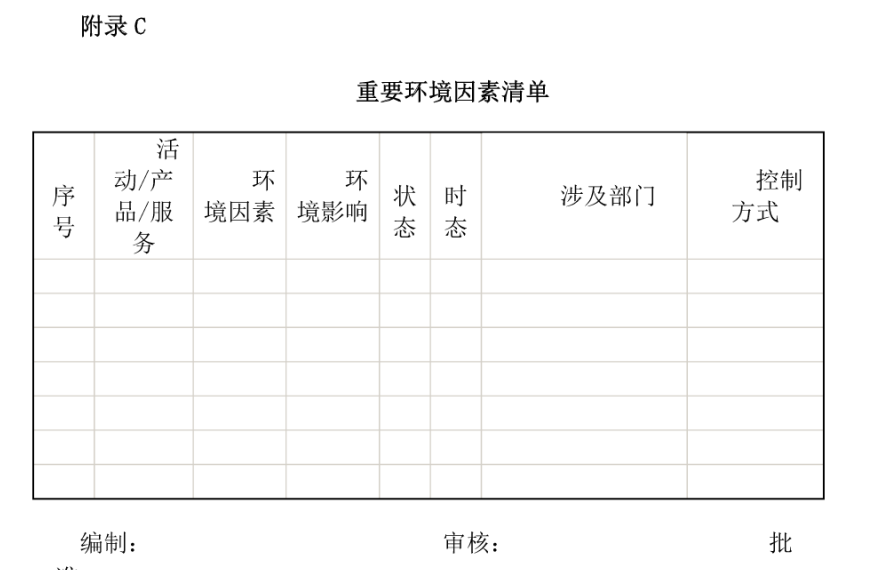 附录 C
重要环境因素清单
序号
活动/产品/服务
环境因素
环境影响
状态
时态
涉及部门
控制方式
编制： 审核： 批